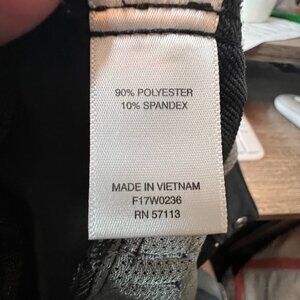 90% POLYESTER
10% SPANDEX
MADE IN VIETNAM
F17W0236
RN 57113